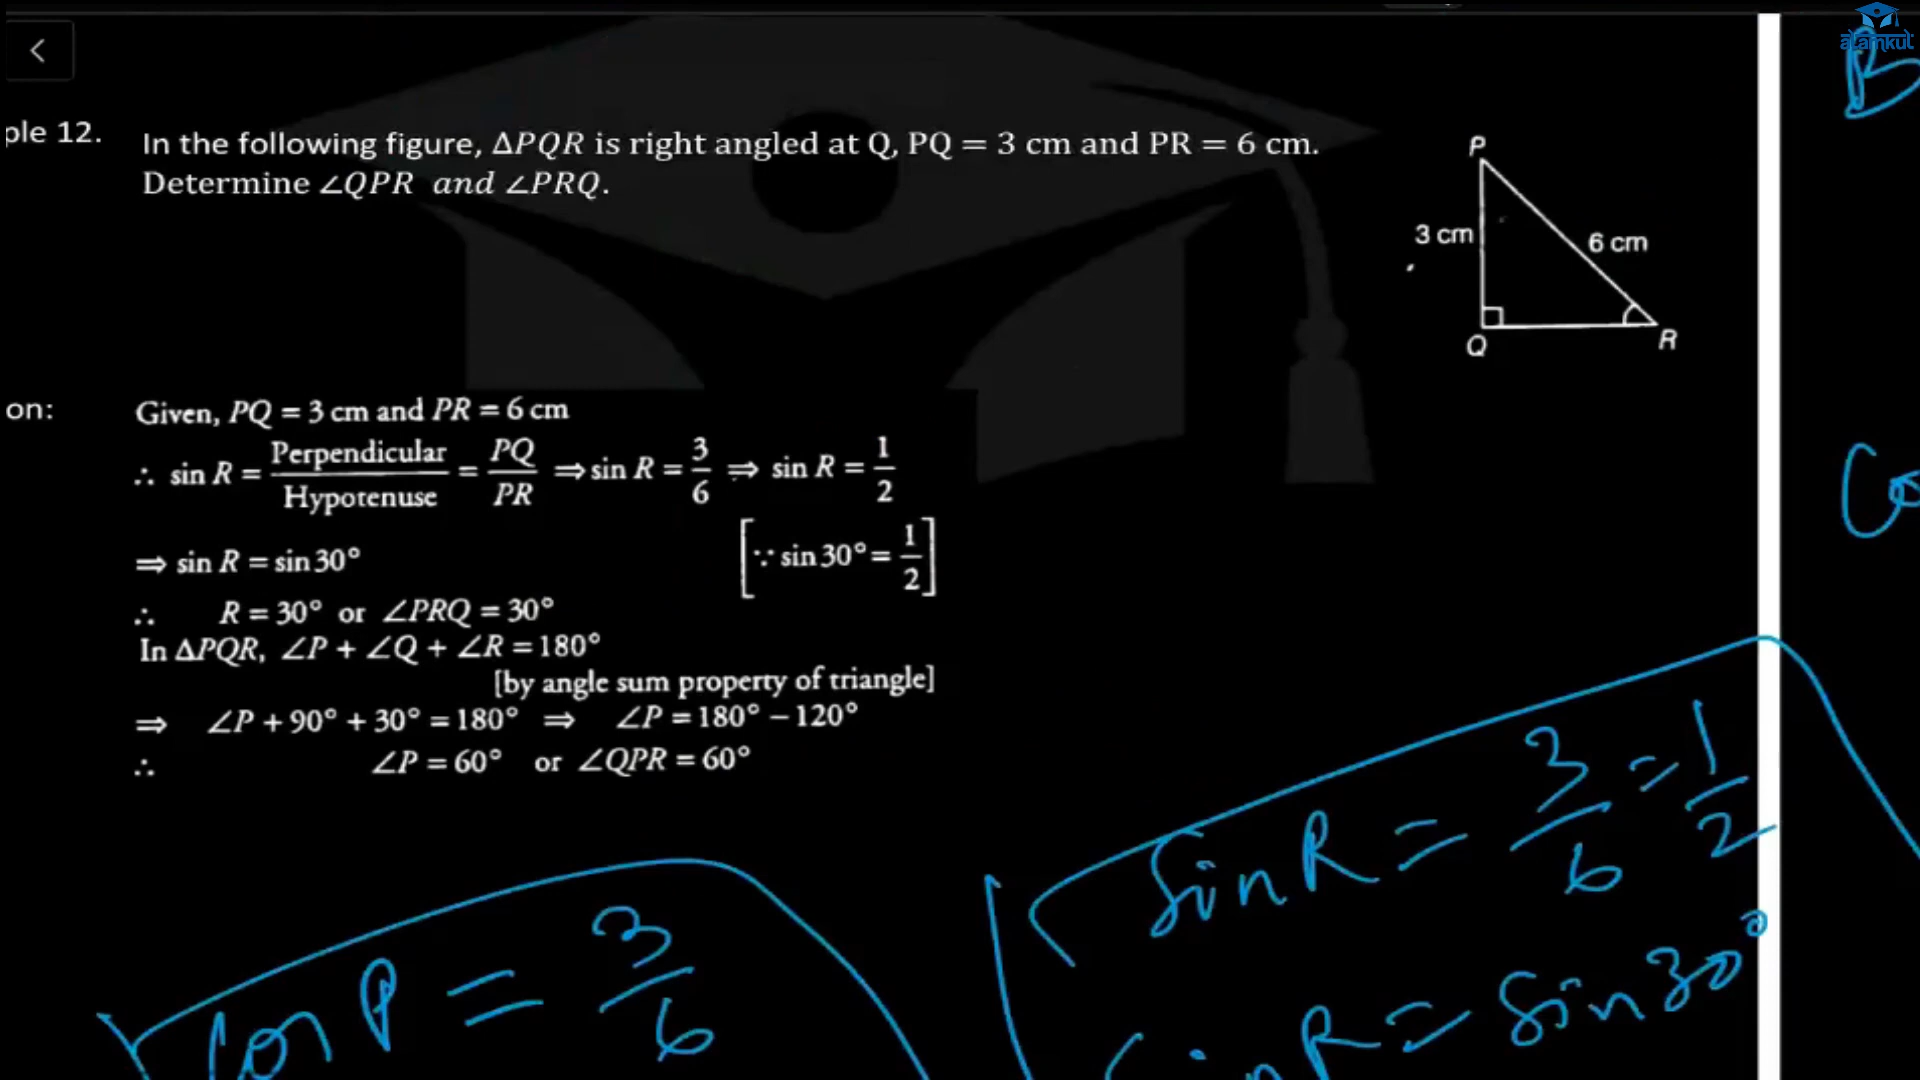 atamkul
B
ple 12.
In the following figure, ΔPQR is right angled at Q, PQ = 3 cm and PR = 6 cm.
Determine ∠QPR and ∠PRQ.
P
3 cm
6 cm
Q
R
on:
Given, PQ = 3 cm and PR = 6 cm
∴ sin R = Perpendicular/Hypotenuse = PQ/PR ⇒ sin R = 3/6 ⇒ sin R = 1/2
⇒ sin R = sin 30° [∵ sin 30° = 1/2]
∴ R = 30° or ∠PRQ = 30°
In ΔPQR, ∠P + ∠Q + ∠R = 180°
[by angle sum property of triangle]
⇒ ∠P + 90° + 30° = 180° ⇒ ∠P = 180° – 120°
∴ ∠P = 60° or ∠QPR = 60°
Sin R = 3/6 = 1/2
Sin R = Sin 30°
Cos P = 3/6